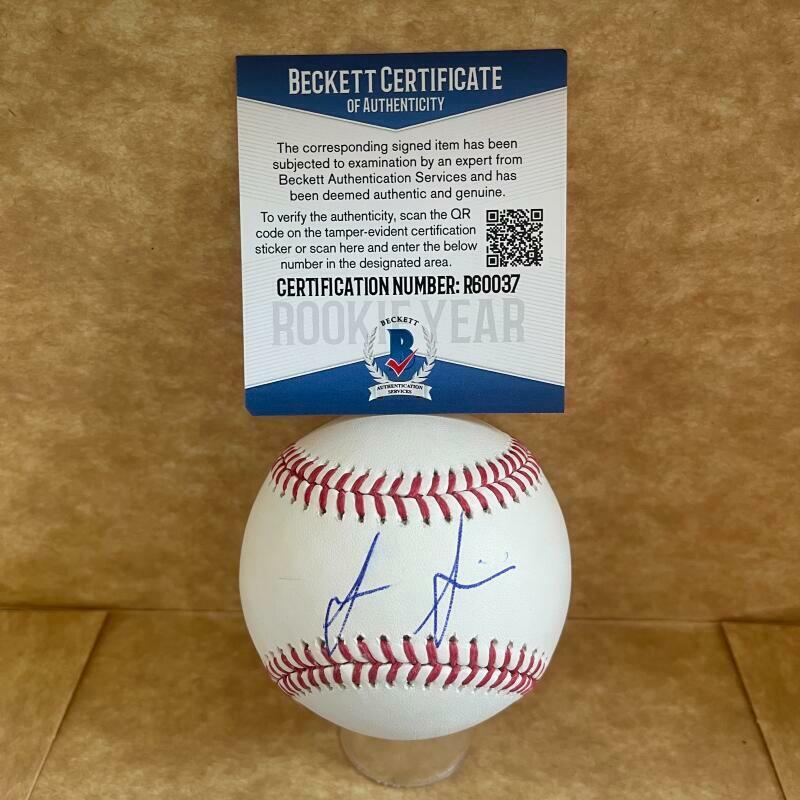 BECKETT CERTIFICATE
OF AUTHENTICITY
The corresponding signed item has been
subjected to examination by an expert from
Beckett Authentication Services and has
been deemed authentic and genuine.
To verify the authenticity, scan the QR
code on the tamper-evident certification
sticker or scan here and enter the below
number in the designated area.
CERTIFICATION NUMBER: R60037
ROOKIE YEAR
BECKETT
B
AUTHENTICATION
SERVICES